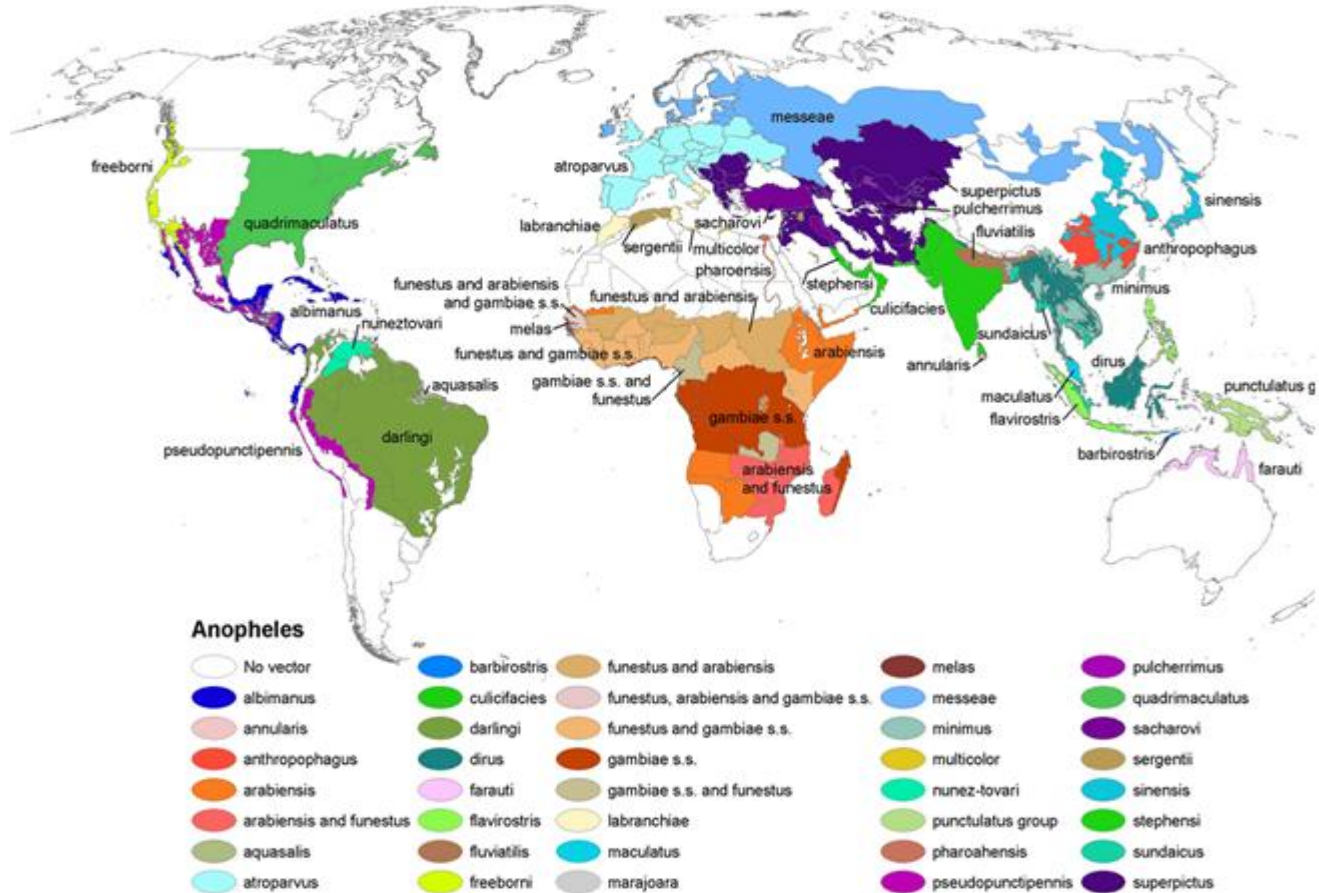 messeae
freeborni
atroparvus
superpictus
quadrimaculatus
sacharovi
pulcherrimus
sinensis
labranchiae
fluviatilis
sergentii
multicolor
anthropophagus
pharoensis
funestus and arabiensis
and gambiae s.s.
funestus and arabiensis
stephensi
minimus
albimanus
culicifacies
nuneztovari
melas
sundaicus
funestus and gambiae s.s.
arabiensis
annularis
dirus
aquasalis
gambiae s.s. and
funestus
punctulatus g
maculatus
gambiae s.s.
flavirostris
darlingi
pseudopunctipennis
barbirostris
arabiensis
and funestus
farauti
Anopheles
No vector
albimanus
annularis
anthropophagus
arabiensis
arabiensis and funestus
aquasalis
atroparvus
barbirostris
culicifacies
darlingi
dirus
farauti
flavirostris
fluviatilis
freeborni
funestus and arabiensis
funestus, arabiensis and gambiae s.s.
funestus and gambiae s.s.
gambiae s.s.
gambiae s.s. and funestus
labranchiae
maculatus
marajoara
melas
messeae
minimus
multicolor
nunez-tovari
punctulatus group
pharoahensis
pseudopunctipennis
pulcherrimus
quadrimaculatus
sacharovi
sergentii
sinensis
stephensi
sundaicus
superpictus